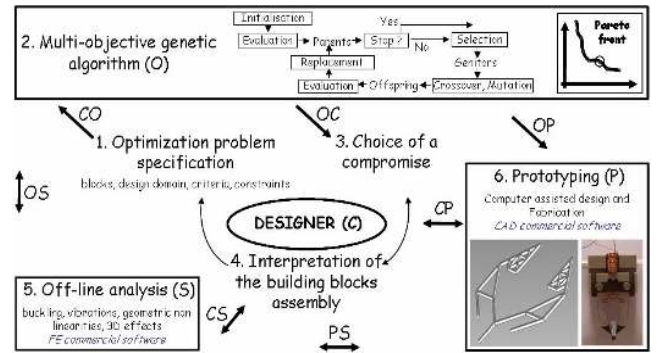 Initialisation
Yes
Pareto
front
2. Multi-objective genetic
algorithm (O)
Evaluation
Parents
Stop ?
No
Selection
Replacement
Genitors
Evaluation
Offspring
Crossover, Mutation
CO
OC
OP
1. Optimization problem
specification
blocks, design domain, criteria, constraints
3. Choice of a
compromise
OS
DESIGNER (C)
CP
6. Prototyping (P)
Computer assisted design and
Fabrication
CAD commercial software
4. Interpretation of
the building blocks
assembly
5. Off-line analysis (S)
buckling, vibrations, geometric non
linearities, 3D effects
FE commercial software
CS
PS